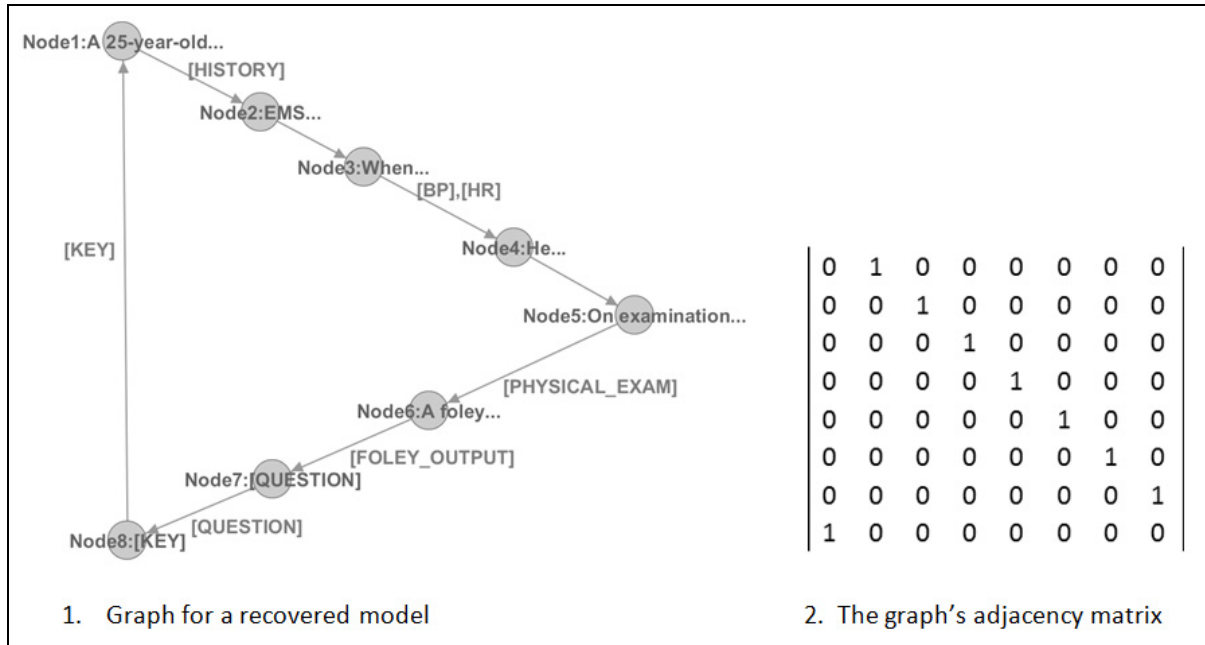 Node1:A 25-year-old...
[HISTORY]
Node2:EMS...
Node3:When...
[BP],[HR]
[KEY]
Node4:He...
Node5:On examination...
[PHYSICAL_EXAM]
Node6:A foley...
[FOLEY_OUTPUT]
Node7:[QUESTION]
[QUESTION]
Node8:[KEY]
0 1 0 0 0 0 0 0
0 0 1 0 0 0 0 0
0 0 0 1 0 0 0 0
0 0 0 0 1 0 0 0
0 0 0 0 0 1 0 0
0 0 0 0 0 0 1 0
0 0 0 0 0 0 0 1
1 0 0 0 0 0 0 0
1. Graph for a recovered model
2. The graph's adjacency matrix